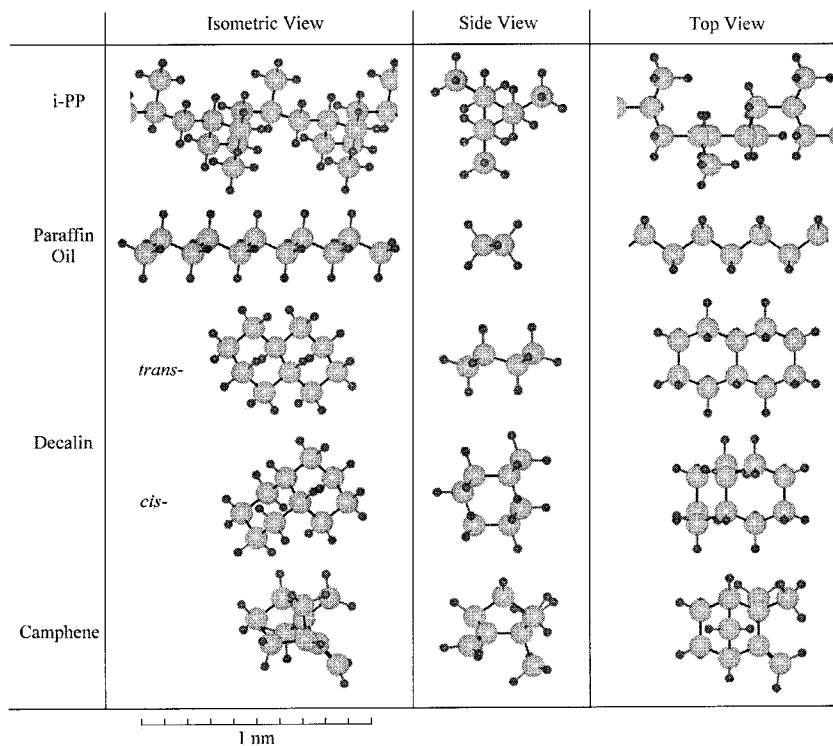 Isometric View
Side View
Top View
i-PP
Paraffin
Oil
trans-
Decalin
cis-
Camphene
1 nm